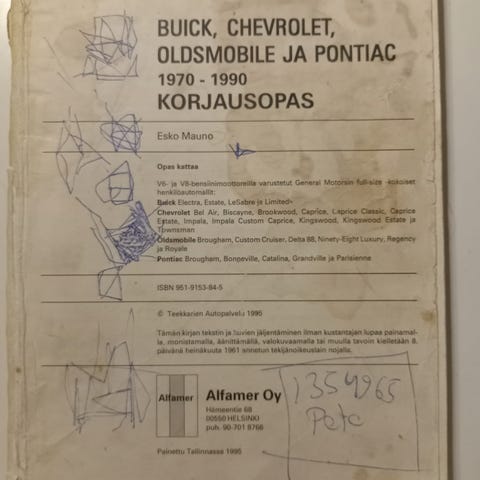 BUICK, CHEVROLET,
OLDSMOBILE JA PONTIAC
1970 - 1990
KORJAUSOPAS
Esko Mauno
Opas kattaa
V6- ja V8-bensiinimoottoreilla varustetut General Motorsin full-size -kokoiset
henkilöautomallit:
Buick Electra, Estate, LeSabre ja Limited
Chevrolet Bel Air, Biscayne, Brookwood, Caprice, Caprice Classic, Caprice
Estate, Impala, Impala Custom Caprice, Kingswood, Kingswood Estate ja
Townsman
Oldsmobile Brougham, Custom Cruiser, Delta 88, Ninety-Eight Luxury, Regency
ja Royale
Pontiac Brougham, Bonneville, Catalina, Grandville ja Parisienne
ISBN 951-9153-84-5
© Teekkarien Autopalvelu 1995
Tämän kirjan tekstin ja kuvien jäljentäminen ilman kustantajan lupaa painamal-
la, monistamalla, äänittämällä, valokuvaamalla tai muulla tavoin kielletään 8.
päivänä heinäkuuta 1961 annetun tekijänoikeuslain nojalla.
Alfamer
Alfamer Oy
Hämeentie 68
00550 HELSINKI
puh. 90-701 8766
1354965
Pete
Painettu Tallinnassa 1995